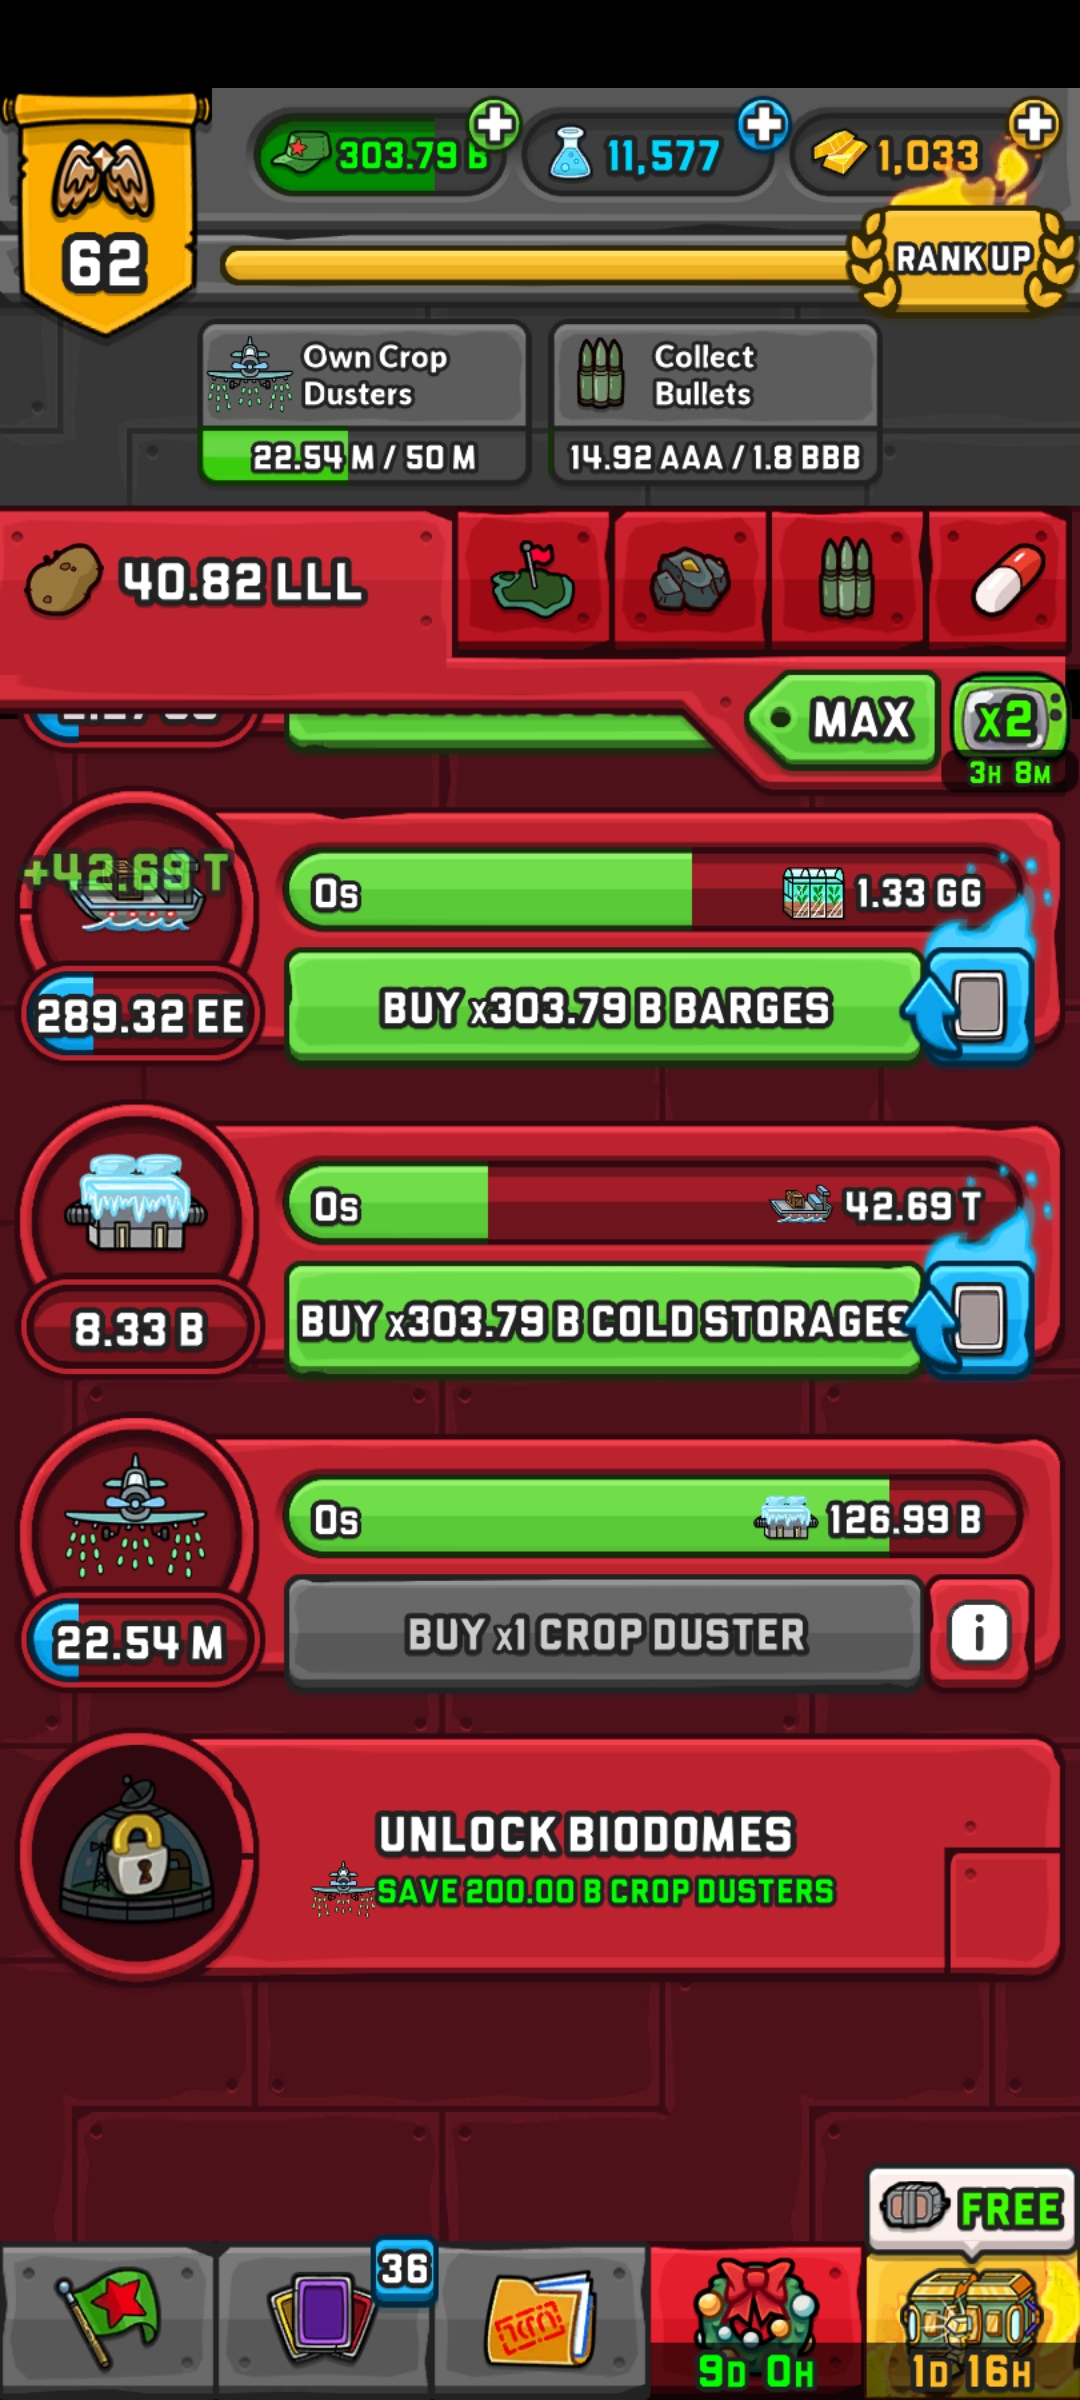 303.79 B
11,577
1,033
62
RANK UP
Own Crop
Dusters
22.54 M / 50 M
Collect
Bullets
14.92 AAA / 1.8 BBB
40.82 LLL
MAX
x2
3H 8M
+42.69 T
0s
1.33 GG
289.32 EE
BUY x303.79 B BARGES
0s
42.69 T
8.33 B
BUY x303.79 B COLD STORAGES
0s
126.99 B
22.54 M
BUY x1 CROP DUSTER
i
UNLOCK BIODOMES
SAVE 200.00 B CROP DUSTERS
FREE
36
9D 0H
1D 16H